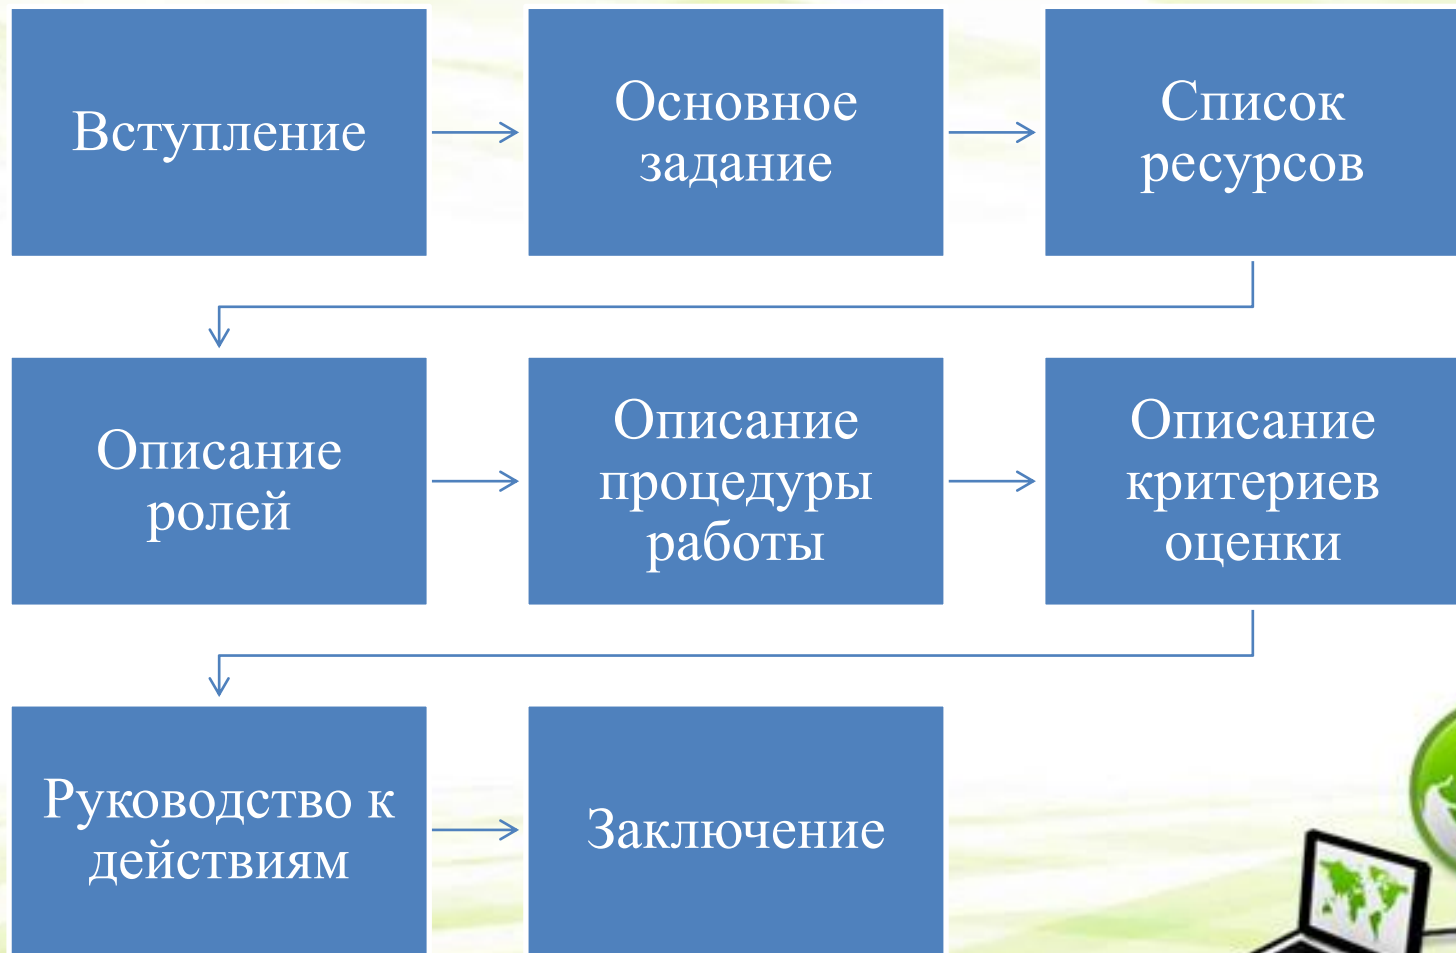 Вступление
Основное
задание
Список
ресурсов
Описание
ролей
Описание
процедуры
работы
Описание
критериев
оценки
Руководство к
действиям
Заключение